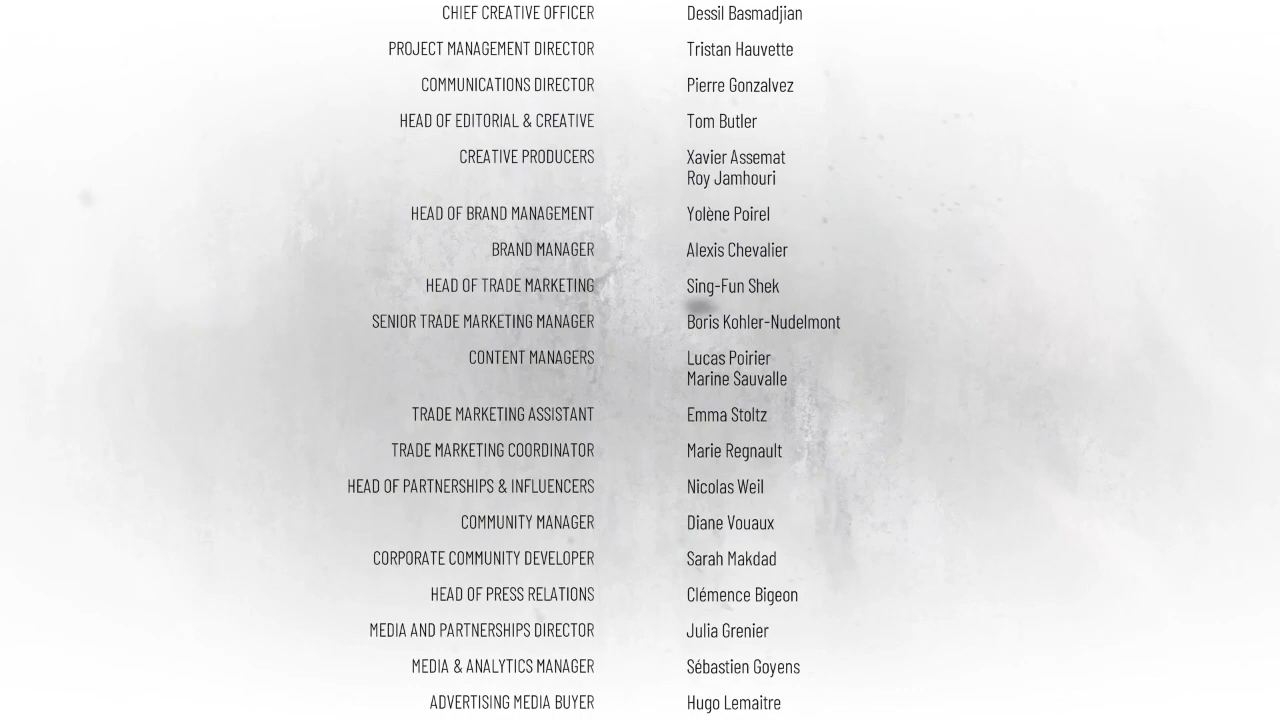 CHIEF CREATIVE OFFICER Dessil Basmadjian
PROJECT MANAGEMENT DIRECTOR Tristan Hauvette
COMMUNICATIONS DIRECTOR Pierre Gonzalvez
HEAD OF EDITORIAL & CREATIVE Tom Butler
CREATIVE PRODUCERS Xavier Assemat
Roy Jamhouri
HEAD OF BRAND MANAGEMENT Yolène Poirel
BRAND MANAGER Alexis Chevalier
HEAD OF TRADE MARKETING Sing-Fun Shek
SENIOR TRADE MARKETING MANAGER Boris Kohler-Nudelmont
CONTENT MANAGERS Lucas Poirier
Marine Sauvalle
TRADE MARKETING ASSISTANT Emma Stoltz
TRADE MARKETING COORDINATOR Marie Regnault
HEAD OF PARTNERSHIPS & INFLUENCERS Nicolas Weil
COMMUNITY MANAGER Diane Vouaux
CORPORATE COMMUNITY DEVELOPER Sarah Makdad
HEAD OF PRESS RELATIONS Clémence Bigeon
MEDIA AND PARTNERSHIPS DIRECTOR Julia Grenier
MEDIA & ANALYTICS MANAGER Sébastien Goyens
ADVERTISING MEDIA BUYER Hugo Lemaitre